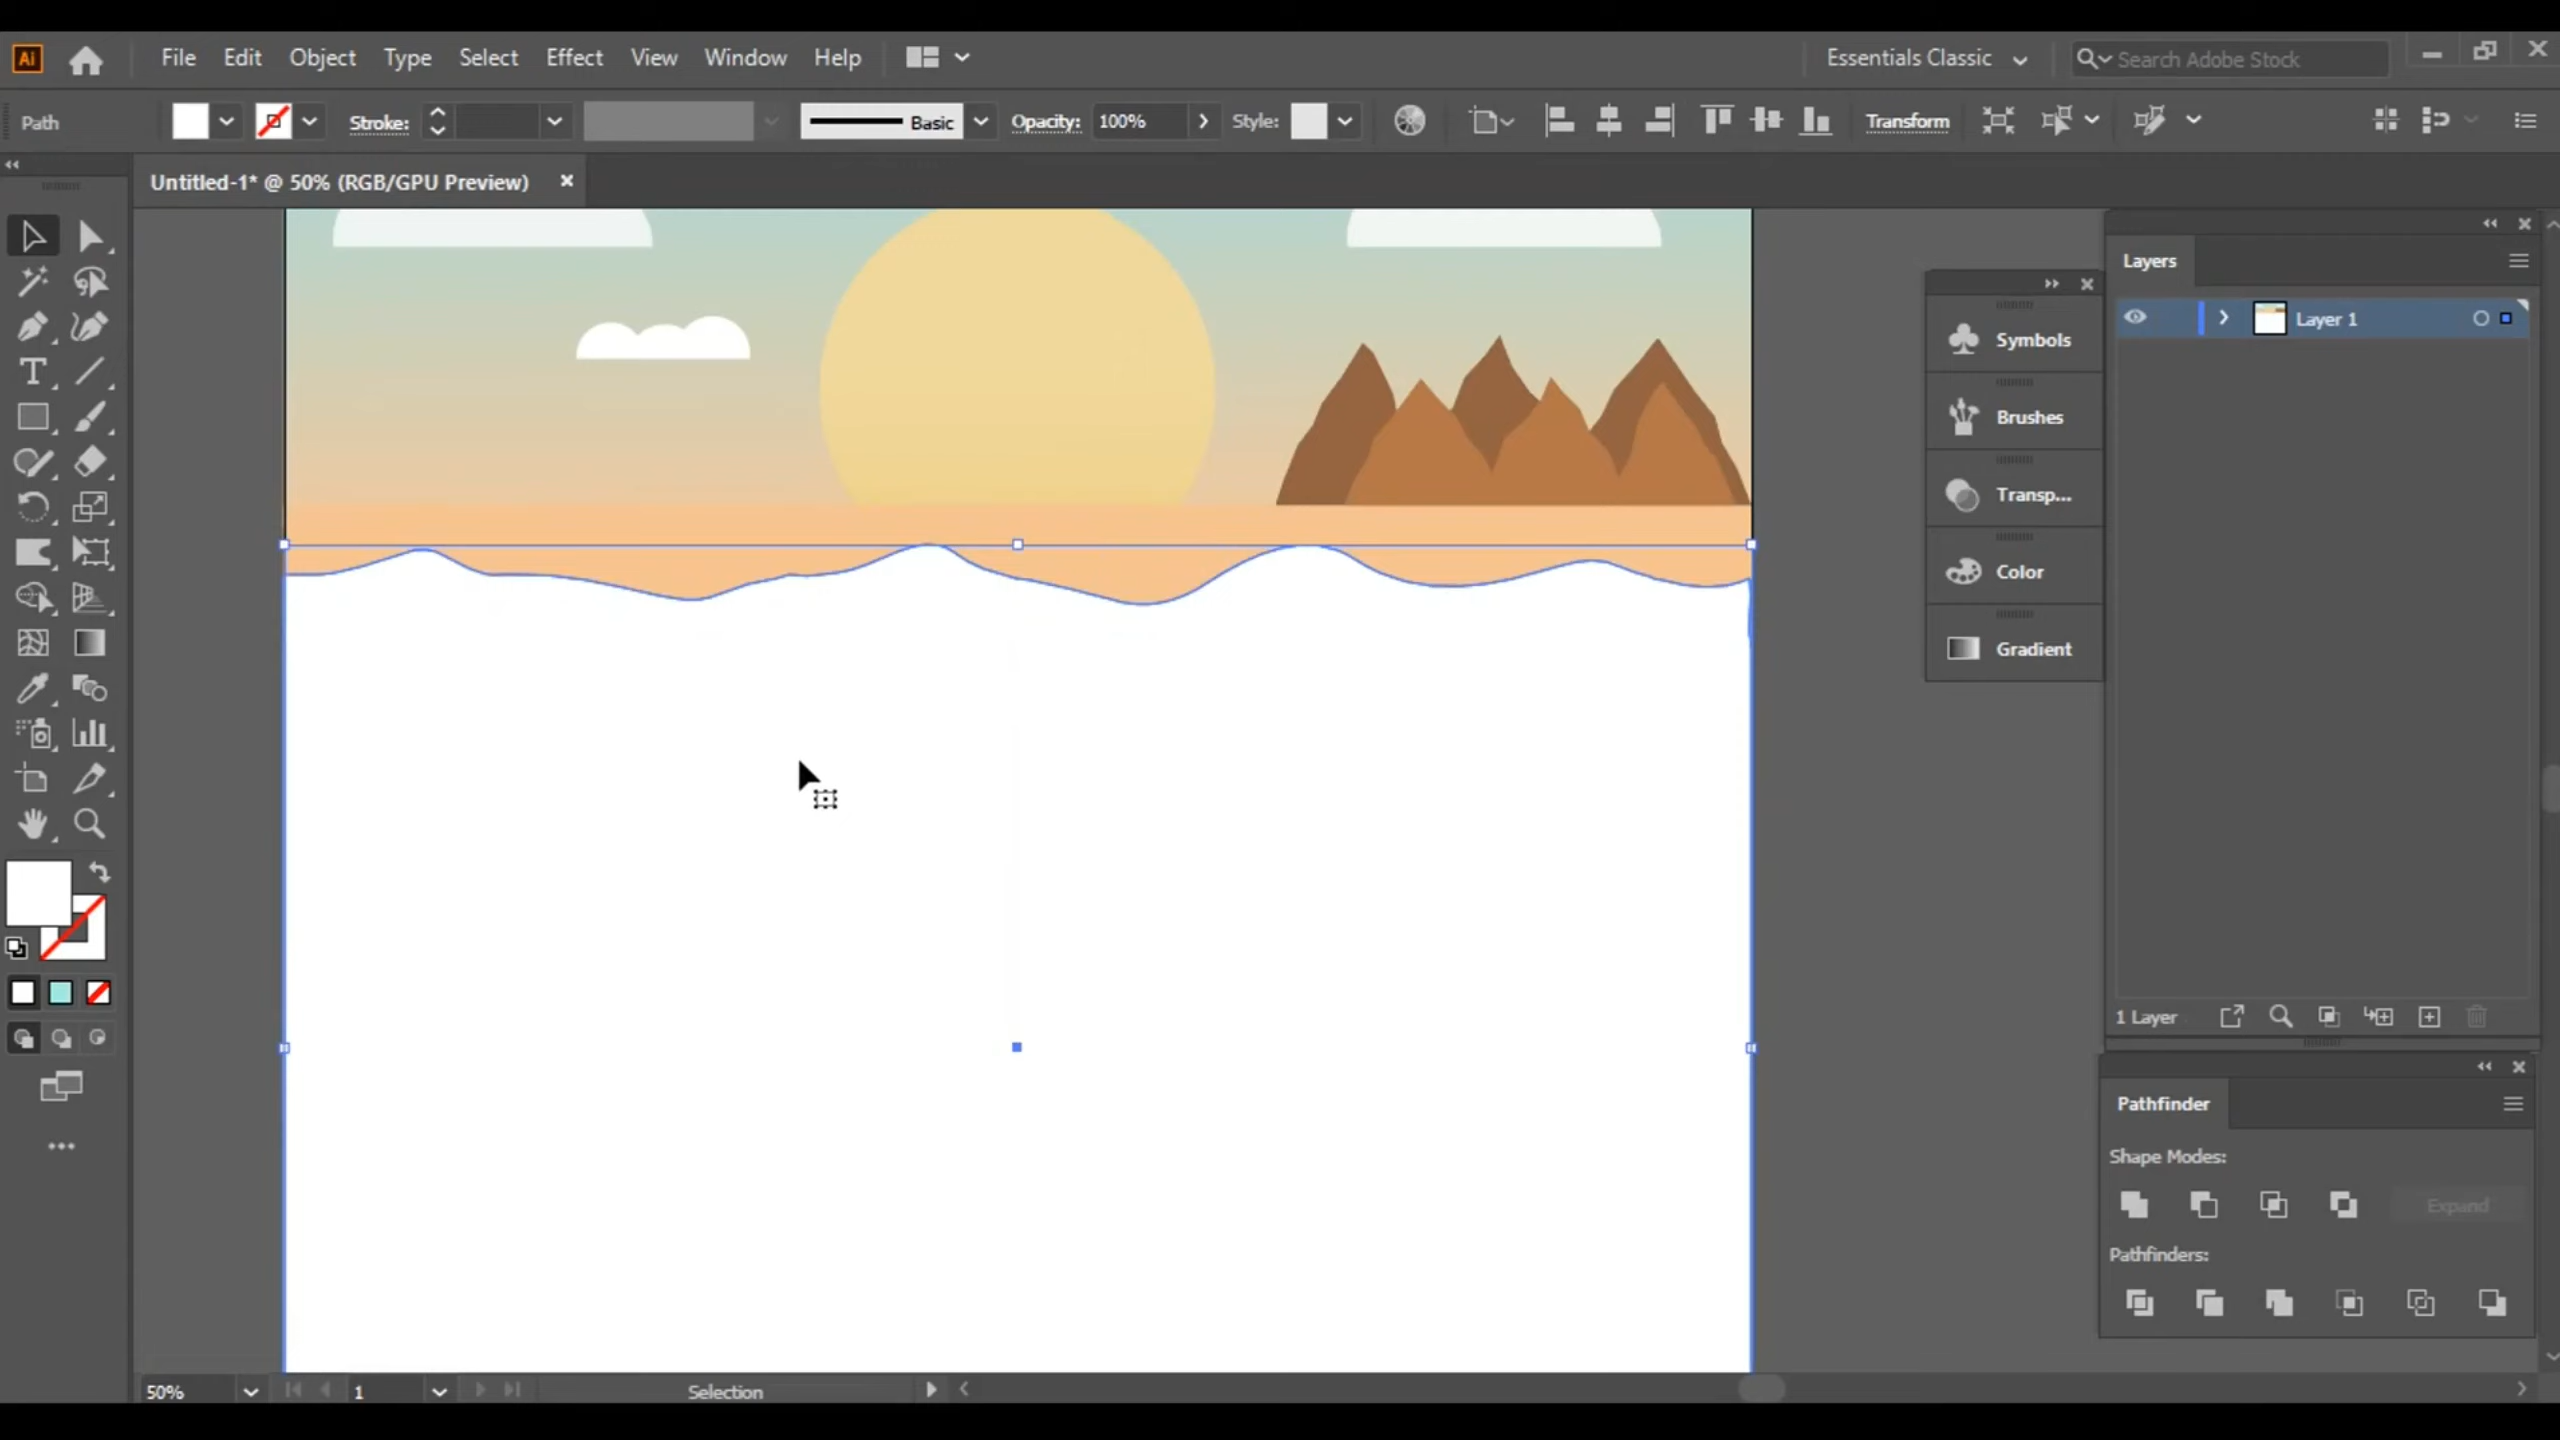 Ai File Edit Object Type Select Effect View Window Help Essentials Classic Search Adobe Stock
Path Stroke: Basic Opacity: 100% Style: Transform
Untitled-1* @ 50% (RGB/GPU Preview)
Layers
Layer 1
Symbols
Brushes
Transp...
Color
Gradient
1 Layer
Pathfinder
Shape Modes:
Expand
Pathfinders:
50% 1 Selection